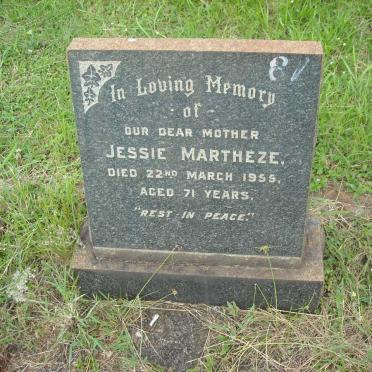 In Loving Memory
- of -
OUR DEAR MOTHER
JESSIE MARTHEZE,
DIED 22ND MARCH 1955,
AGED 71 YEARS.
"REST IN PEACE."